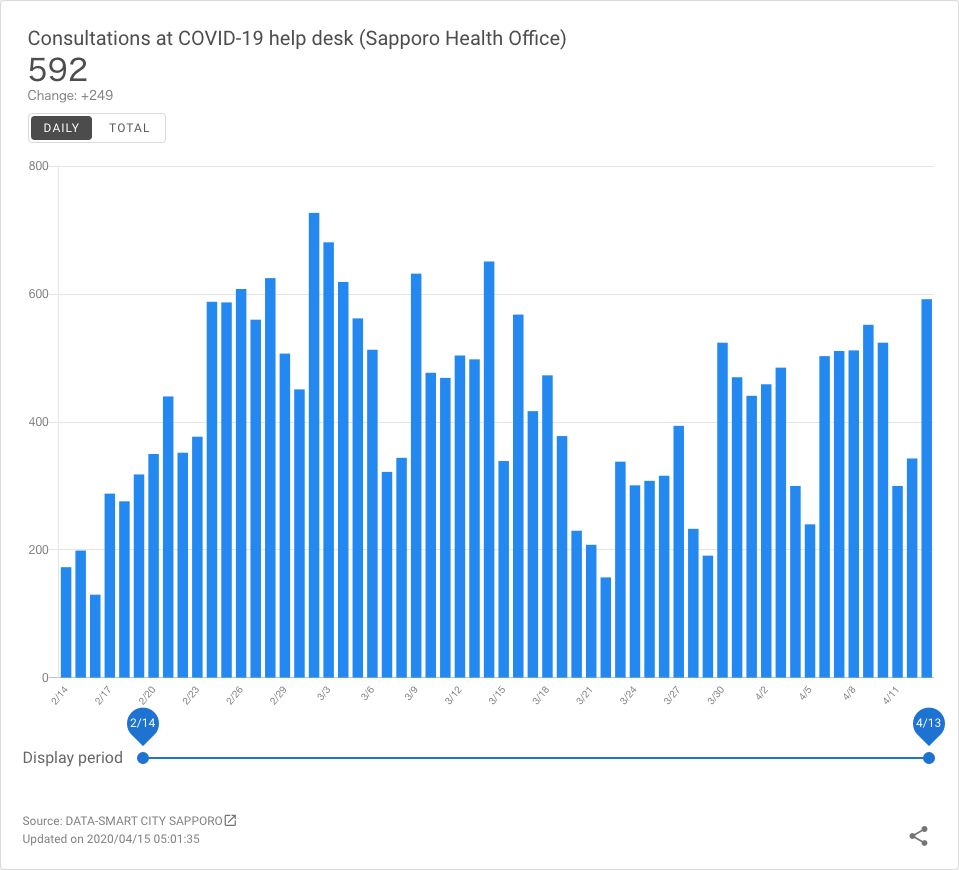 Consultations at COVID-19 help desk (Sapporo Health Office)
592
Change: +249
DAILY TOTAL
800
600
400
200
0
2/14 2/17 2/20 2/23 2/26 2/29 3/3 3/6 3/9 3/12 3/15 3/18 3/21 3/24 3/27 3/30 4/2 4/5 4/8 4/11
2/14 4/13
Display period
Source: DATA-SMART CITY SAPPORO
Updated on 2020/04/15 05:01:35